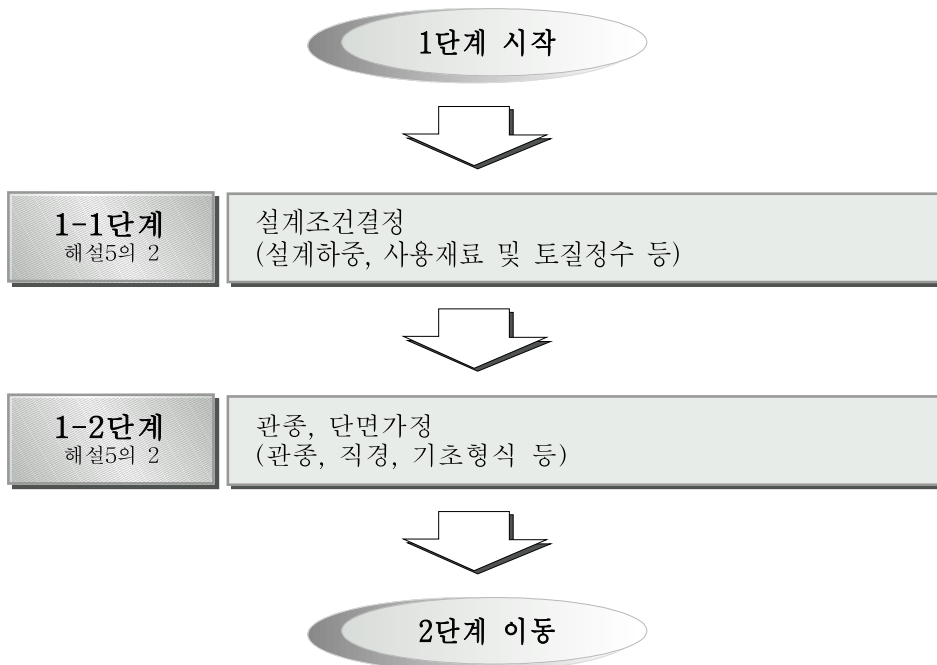 1단계 시작
1-1단계
해설5의 2
설계조건결정
(설계하중, 사용재료 및 토질정수 등)
1-2단계
해설5의 2
관종, 단면가정
(관종, 직경, 기초형식 등)
2단계 이동